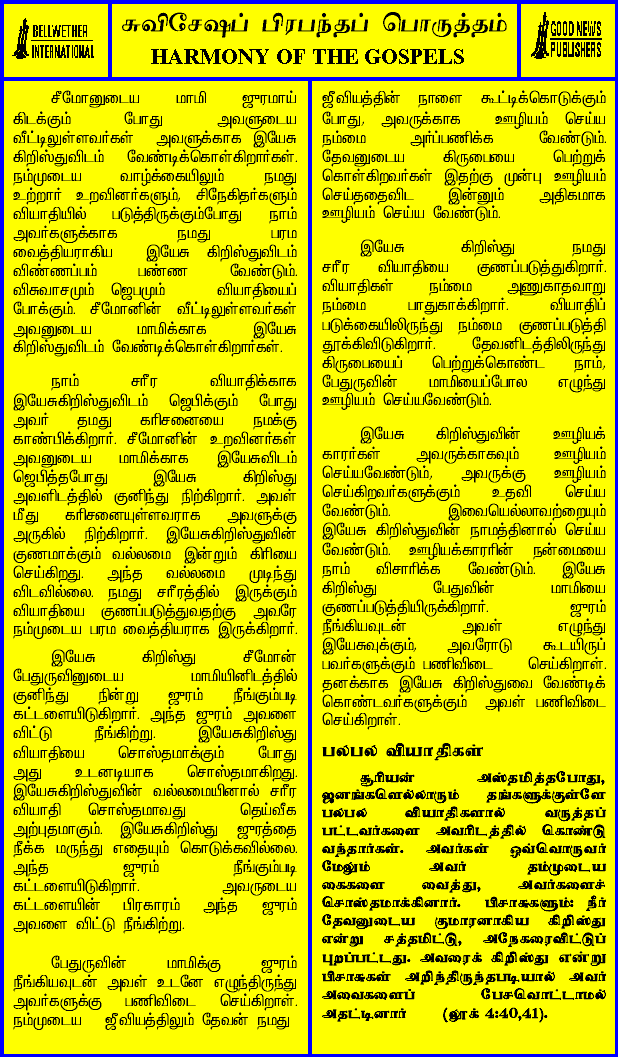 BELLWETHER
INTERNATIONAL
சுவிசேஷப் பிரபந்தப் பொருத்தம்
HARMONY OF THE GOSPELS
GOOD NEWS
PUBLISHERS
சீமோனுடைய மாமி ஜுரமாய்
கிடக்கும் போது அவளுடைய
வீட்டிலுள்ளவர்கள் அவளுக்காக இயேசு
கிறிஸ்துவிடம் வேண்டிக்கொள்கிறார்கள்.
நம்முடைய வாழ்க்கையிலும் நமது
உற்றார் உறவினர்களும், சிநேகிதர்களும்
வியாதியில் படுத்திருக்கும்போது நாம்
அவர்களுக்காக நமது பரம
வைத்தியராகிய இயேசு கிறிஸ்துவிடம்
விண்ணப்பம் பண்ண வேண்டும்.
விசுவாசமும் ஜெபமும் வியாதியைப்
போக்கும். சீமோனின் வீட்டிலுள்ளவர்கள்
அவனுடைய மாமிக்காக இயேசு
கிறிஸ்துவிடம் வேண்டிக்கொள்கிறார்கள்.
நாம் சரீர வியாதிக்காக
இயேசுகிறிஸ்துவிடம் ஜெபிக்கும் போது
அவர் தமது கரிசனையை நமக்கு
காண்பிக்கிறார். சீமோனின் உறவினர்கள்
அவனுடைய மாமிக்காக இயேசுவிடம்
ஜெபித்தபோது இயேசு கிறிஸ்து
அவளிடத்தில் குனிந்து நிற்கிறார். அவள்
மீது கரிசனையுள்ளவராக அவளுக்கு
அருகில் நிற்கிறார். இயேசுகிறிஸ்துவின்
குணமாக்கும் வல்லமை இன்றும் கிரியை
செய்கிறது. அந்த வல்லமை முடிந்து
விடவில்லை. நமது சரீரத்தில் இருக்கும்
வியாதியை குணப்படுத்துவதற்கு அவரே
நம்முடைய பரம வைத்தியராக இருக்கிறார்.
இயேசு கிறிஸ்து சீமோன்
பேதுருவினுடைய மாமியினிடத்தில்
குனிந்து நின்று ஜுரம் நீங்கும்படி
கட்டளையிடுகிறார். அந்த ஜுரம் அவளை
விட்டு நீங்கிற்று. இயேசுகிறிஸ்து
வியாதியை சொஸ்தமாக்கும் போது
அது உடனடியாக சொஸ்தமாகிறது.
இயேசுகிறிஸ்துவின் வல்லமையினால் சரீர
வியாதி சொஸ்தமாவது தெய்வீக
அற்புதமாகும். இயேசுகிறிஸ்து ஜுரத்தை
நீக்க மருந்து எதையும் கொடுக்கவில்லை.
அந்த ஜுரம் நீங்கும்படி
கட்டளையிடுகிறார். அவருடைய
கட்டளையின் பிரகாரம் அந்த ஜுரம்
அவளை விட்டு நீங்கிற்று.
பேதுருவின் மாமிக்கு ஜுரம்
நீங்கியவுடன் அவள் உடனே எழுந்திருந்து
அவர்களுக்கு பணிவிடை செய்கிறாள்.
நம்முடைய ஜீவியத்திலும் தேவன் நமது
ஜீவியத்தின் நாளை கூட்டிக்கொடுக்கும்
போது, அவருக்காக ஊழியம் செய்ய
நம்மை அர்ப்பணிக்க வேண்டும்.
தேவனுடைய கிருபையை பெற்றுக்
கொள்கிறவர்கள் இதற்கு முன்பு ஊழியம்
செய்ததைவிட இன்னும் அதிகமாக
ஊழியம் செய்ய வேண்டும்.
இயேசு கிறிஸ்து நமது
சரீர வியாதியை குணப்படுத்துகிறார்.
வியாதிகள் நம்மை அணுகாதவாறு
நம்மை பாதுகாக்கிறார். வியாதிப்
படுக்கையிலிருந்து நம்மை குணப்படுத்தி
தூக்கிவிடுகிறார். தேவனிடத்திலிருந்து
கிருபையைப் பெற்றுக்கொண்ட நாம்,
பேதுருவின் மாமியைப்போல எழுந்து
ஊழியம் செய்யவேண்டும்.
இயேசு கிறிஸ்துவின் ஊழியக்
காரர்கள் அவருக்காகவும் ஊழியம்
செய்யவேண்டும், அவருக்கு ஊழியம்
செய்கிறவர்களுக்கும் உதவி செய்ய
வேண்டும். இவையெல்லாவற்றையும்
இயேசு கிறிஸ்துவின் நாமத்தினால் செய்ய
வேண்டும். ஊழியக்காரரின் நன்மையை
நாம் விசாரிக்க வேண்டும். இயேசு
கிறிஸ்து பேதுவின் மாமியை
குணப்படுத்தியிருக்கிறார். ஜுரம்
நீங்கியவுடன் அவள் எழுந்து
இயேசுவுக்கும், அவரோடு கூடயிருப்
பவர்களுக்கும் பணிவிடை செய்கிறாள்.
தனக்காக இயேசு கிறிஸ்துவை வேண்டிக்
கொண்டவர்களுக்கும் அவள் பணிவிடை
செய்கிறாள்.
பல்பல வியாதிகள்
சூரியன் அஸ்தமித்தபோது,
ஜனங்களெல்லாரும் தங்களுக்குள்ளே
பல்பல வியாதிகளால் வருத்தப்
பட்டவர்களை அவரிடத்தில் கொண்டு
வந்தார்கள். அவர்கள் ஒவ்வொருவர்
மேலும் அவர் தம்முடைய
கைகளை வைத்து, அவர்களைச்
சொஸ்தமாக்கினார். பிசாசுகளும்: நீர்
தேவனுடைய குமாரனாகிய கிறிஸ்து
என்று சத்தமிட்டு, அநேகரைவிட்டுப்
புறப்பட்டது. அவரைக் கிறிஸ்து என்று
பிசாசுகள் அறிந்திருந்தபடியால் அவர்
அவைகளைப் பேசவொட்டாமல்
அதட்டினார் (லூக் 4:40,41).